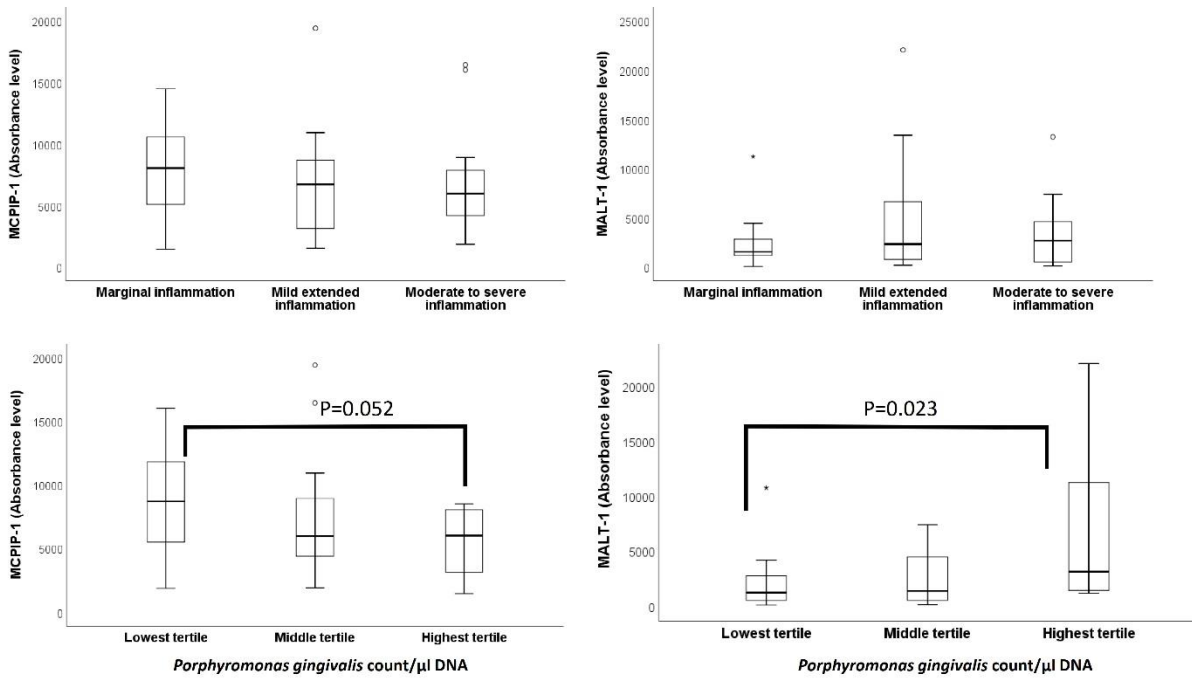 MCPIP-1 (Absorbance level)
20000
15000
10000
5000
0
Marginal inflammation
Mild extended
inflammation
Moderate to severe
inflammation
MALT-1 (Absorbance level)
25000
20000
15000
10000
5000
0
Marginal inflammation
Mild extended
inflammation
Moderate to severe
inflammation
MCPIP-1 (Absorbance level)
20000
15000
10000
5000
0
P=0.052
Lowest tertile
Middle tertile
Highest tertile
Porphyromonas gingivalis count/µl DNA
MALT-1 (Absorbance level)
20000
15000
10000
5000
0
P=0.023
Lowest tertile
Middle tertile
Highest tertile
Porphyromonas gingivalis count/µl DNA